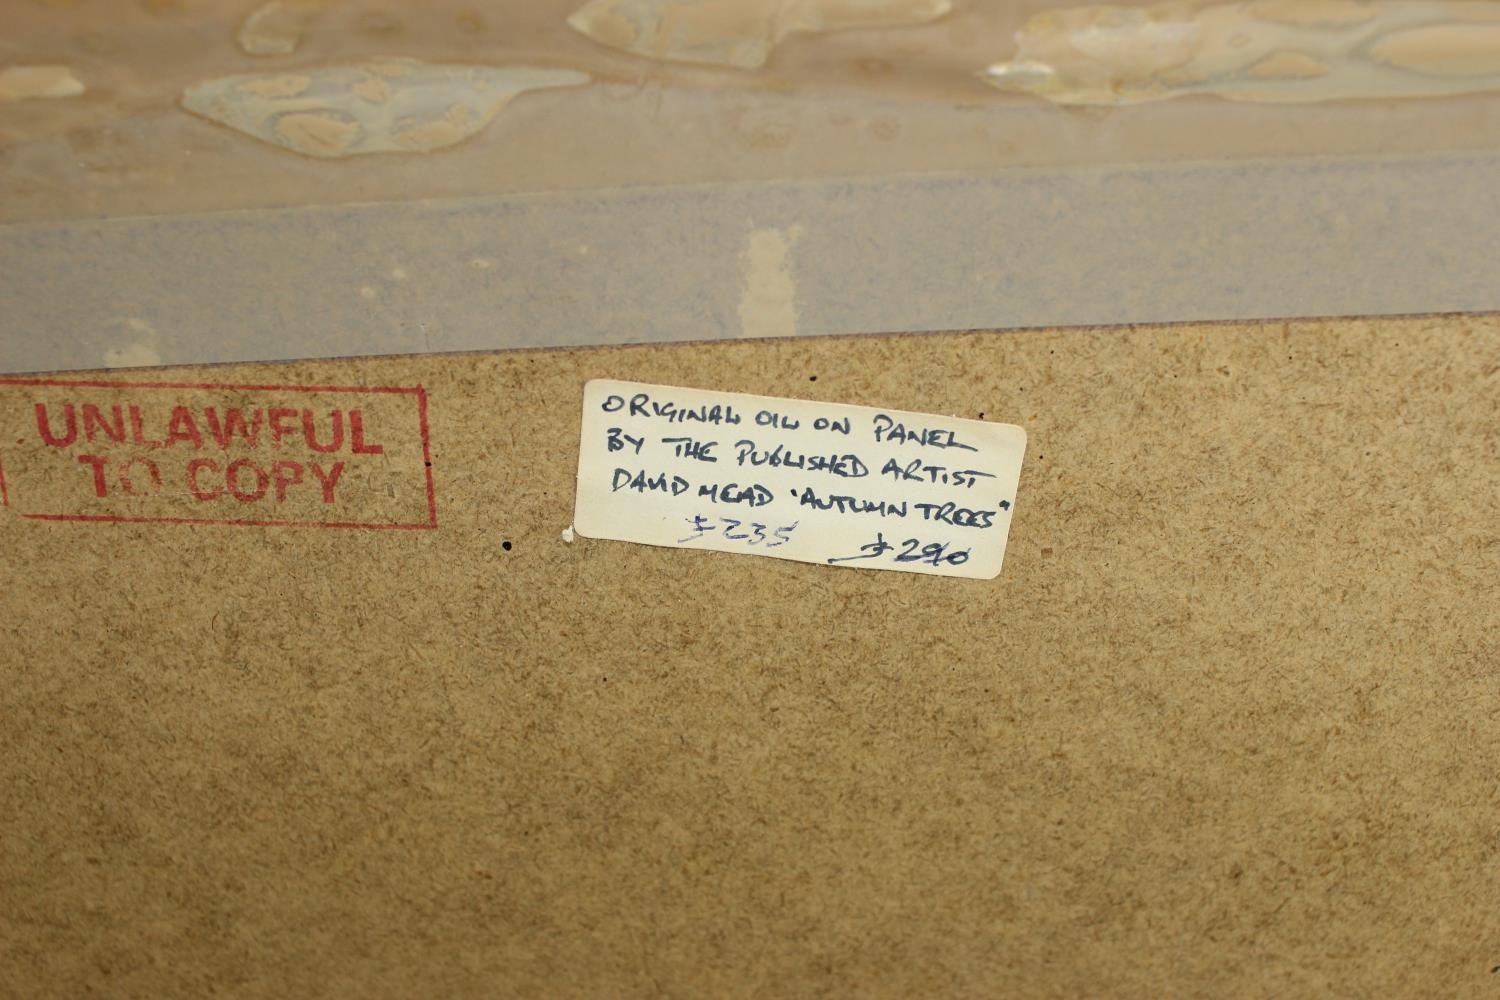 UNLAWFUL
TO COPY
ORIGINAL OIL ON PANEL
BY THE PUBLISHED ARTIST
DAVID MEAD 'AUTUMN TREES"
£235 £290